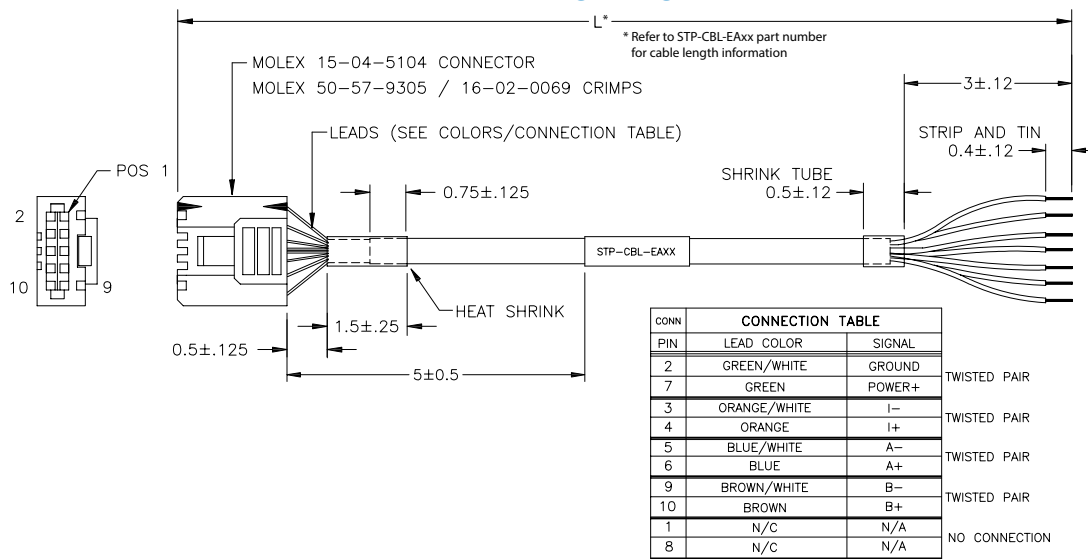 L*
* Refer to STP-CBL-EAxx part number
for cable length information
MOLEX 15-04-5104 CONNECTOR
MOLEX 50-57-9305 / 16-02-0069 CRIMPS
3±.12
LEADS (SEE COLORS/CONNECTION TABLE)
STRIP AND TIN
0.4±.12
POS 1
SHRINK TUBE
0.5±.12
0.75±.125
2
10
9
STP-CBL-EAXX
HEAT SHRINK
1.5±.25
0.5±.125
5±0.5
CONN CONNECTION TABLE
PIN LEAD COLOR SIGNAL
2 GREEN/WHITE GROUND
7 GREEN POWER+
TWISTED PAIR
3 ORANGE/WHITE I-
4 ORANGE I+
TWISTED PAIR
5 BLUE/WHITE A-
6 BLUE A+
TWISTED PAIR
9 BROWN/WHITE B-
10 BROWN B+
TWISTED PAIR
1 N/C N/A
8 N/C N/A
NO CONNECTION